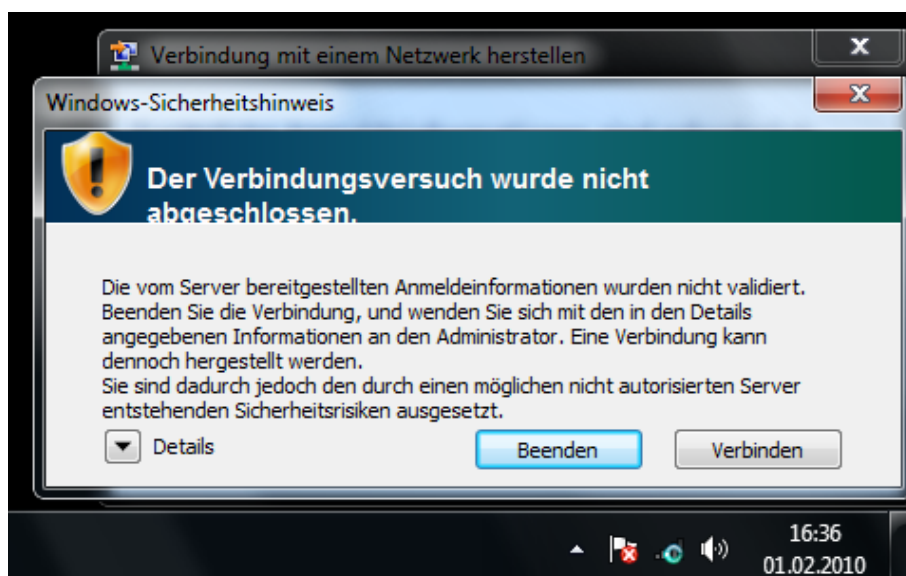 Verbindung mit einem Netzwerk herstellen
Windows-Sicherheitshinweis
Der Verbindungsversuch wurde nicht
abgeschlossen.
Die vom Server bereitgestellten Anmeldeinformationen wurden nicht validiert.
Beenden Sie die Verbindung, und wenden Sie sich mit den in den Details
angegebenen Informationen an den Administrator. Eine Verbindung kann
dennoch hergestellt werden.
Sie sind dadurch jedoch den durch einen möglichen nicht autorisierten Server
entstehenden Sicherheitsrisiken ausgesetzt.
Details
Beenden
Verbinden
16:36
01.02.2010